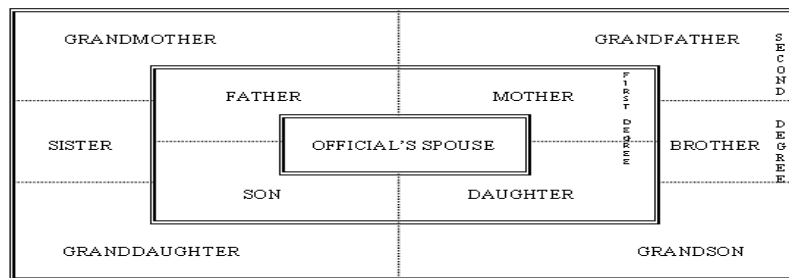 GRANDMOTHER
GRANDFATHER
SECOND DEGREE
FATHER
MOTHER
FIRST DEGREE
SISTER
OFFICIAL'S SPOUSE
BROTHER
SON
DAUGHTER
GRANDDAUGHTER
GRANDSON